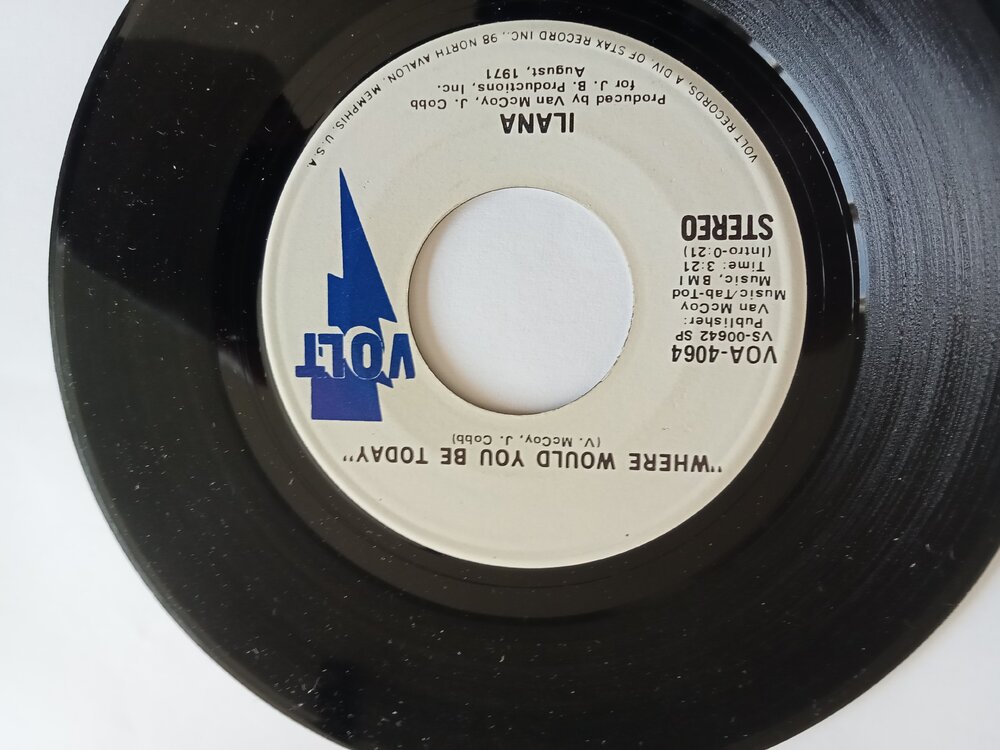 "WHERE WOULD YOU BE TODAY"
(V. McCoy, J. Cobb)
VOLT
VOA-4064
VS-00642 SP
Publisher:
Van McCoy
Music/Tab-Tod
Music, BMI
Time: 3:21
(Intro-0:21)
STEREO
ILANA
Produced by Van McCoy, J. Cobb
for J. B. Productions, Inc.
August, 1971
VOLT RECORDS, A DIV. OF STAX RECORD INC., 98 NORTH AVALON, MEMPHIS, U.S.A.